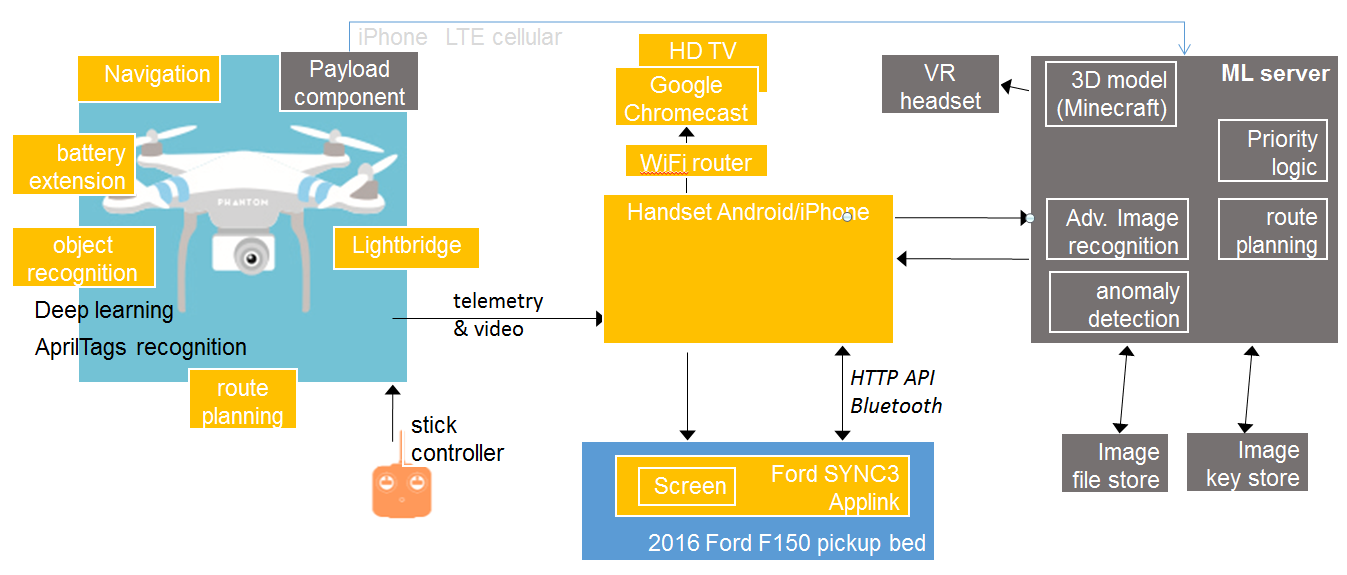 iPhone LTE cellular
Navigation
Payload
component
battery
extension
PHANTOM
object
recognition
Lightbridge
Deep learning
AprilTags recognition
route
planning
stick
controller
telemetry
& video
HD TV
Google
Chromecast
WiFi router
Handset Android/iPhone
HTTP API
Bluetooth
Screen
Ford SYNC3
Applink
2016 Ford F150 pickup bed
VR
headset
ML server
3D model
(Minecraft)
Priority
logic
Adv. Image
recognition
route
planning
anomaly
detection
Image
file store
Image
key store